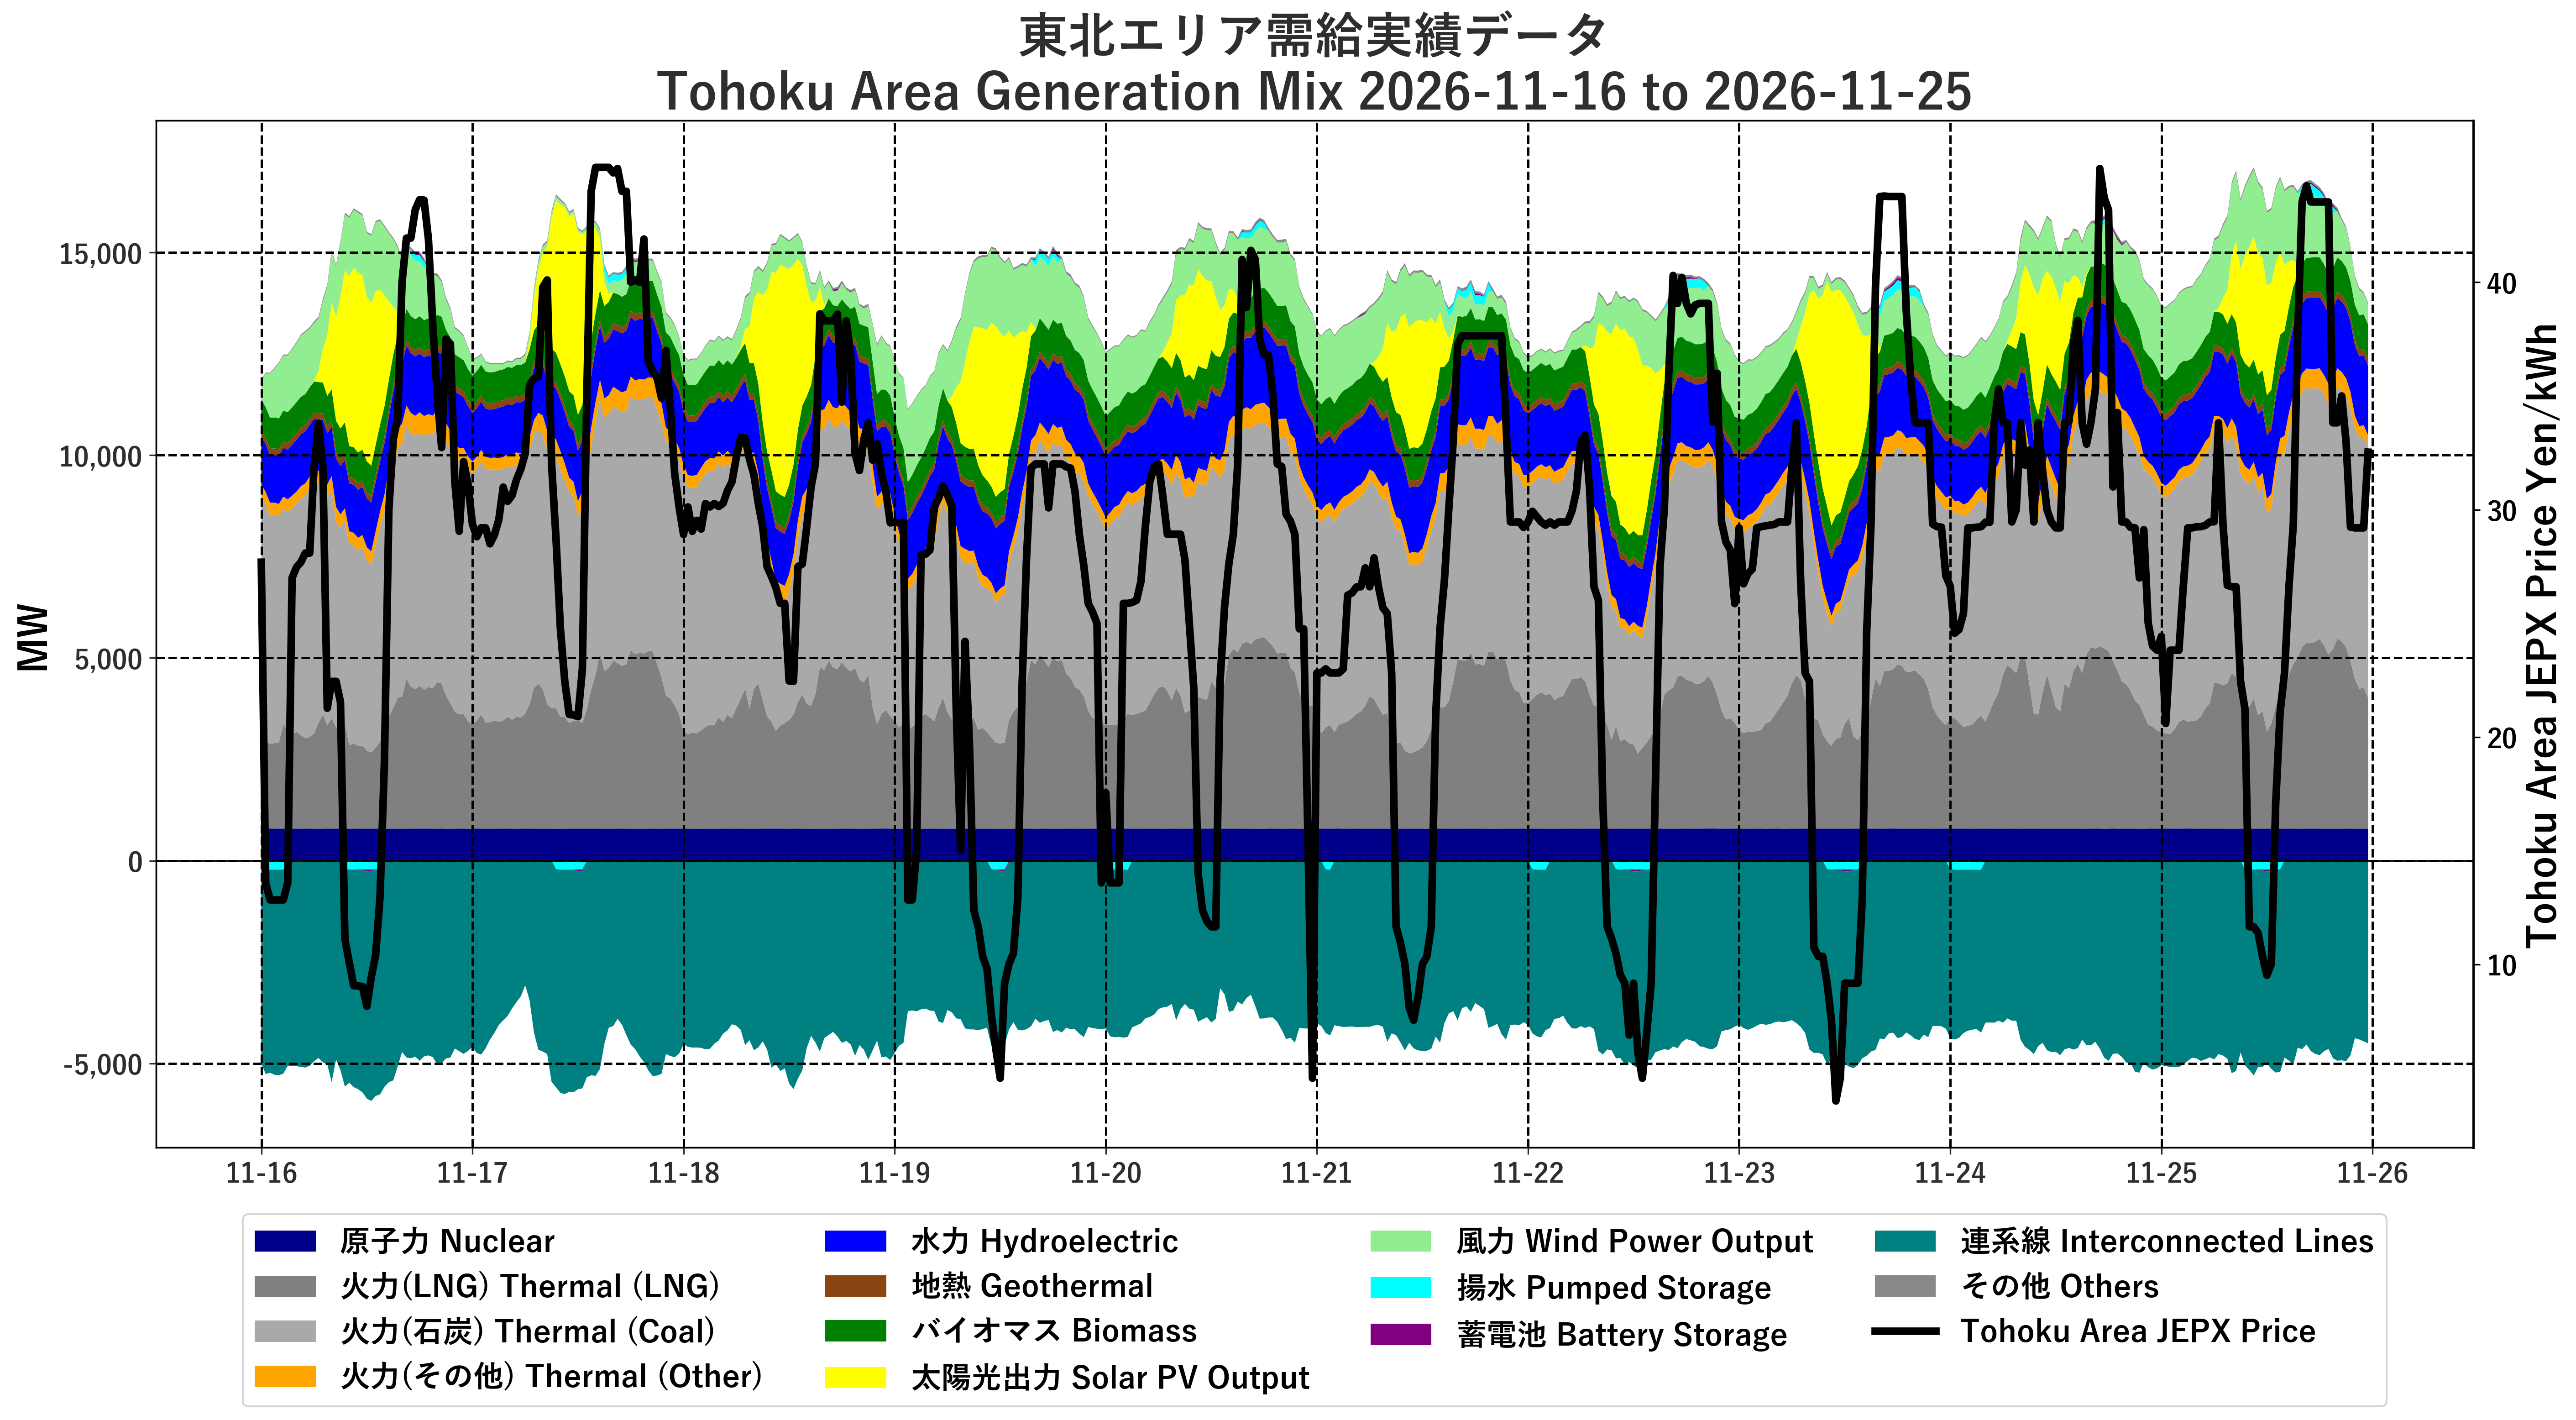 東北エリア需給実績データ
Tohoku Area Generation Mix 2026-11-16 to 2026-11-25
MW
15,000
10,000
5,000
0
-5,000
40
30
20
10
Tohoku Area JEPX Price Yen/kWh
11-16 11-17 11-18 11-19 11-20 11-21 11-22 11-23 11-24 11-25 11-26
原子力 Nuclear
火力(LNG) Thermal (LNG)
火力(石炭) Thermal (Coal)
火力(その他) Thermal (Other)
水力 Hydroelectric
地熱 Geothermal
バイオマス Biomass
太陽光出力 Solar PV Output
風力 Wind Power Output
揚水 Pumped Storage
蓄電池 Battery Storage
連系線 Interconnected Lines
その他 Others
Tohoku Area JEPX Price